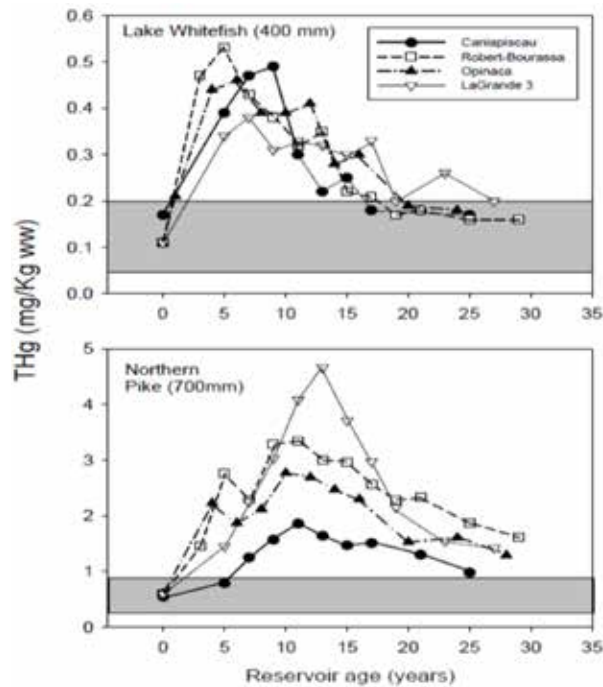 Lake Whitefish (400 mm)
Caniapiscau
Robert-Bourassa
Opinaca
LaGrande 3
0.6
0.5
0.4
0.3
0.2
0.1
0.0
0 5 10 15 20 25 30 35
THg (mg/Kg ww)
Northern
Pike (700mm)
5
4
3
2
1
0
0 5 10 15 20 25 30 35
Reservoir age (years)